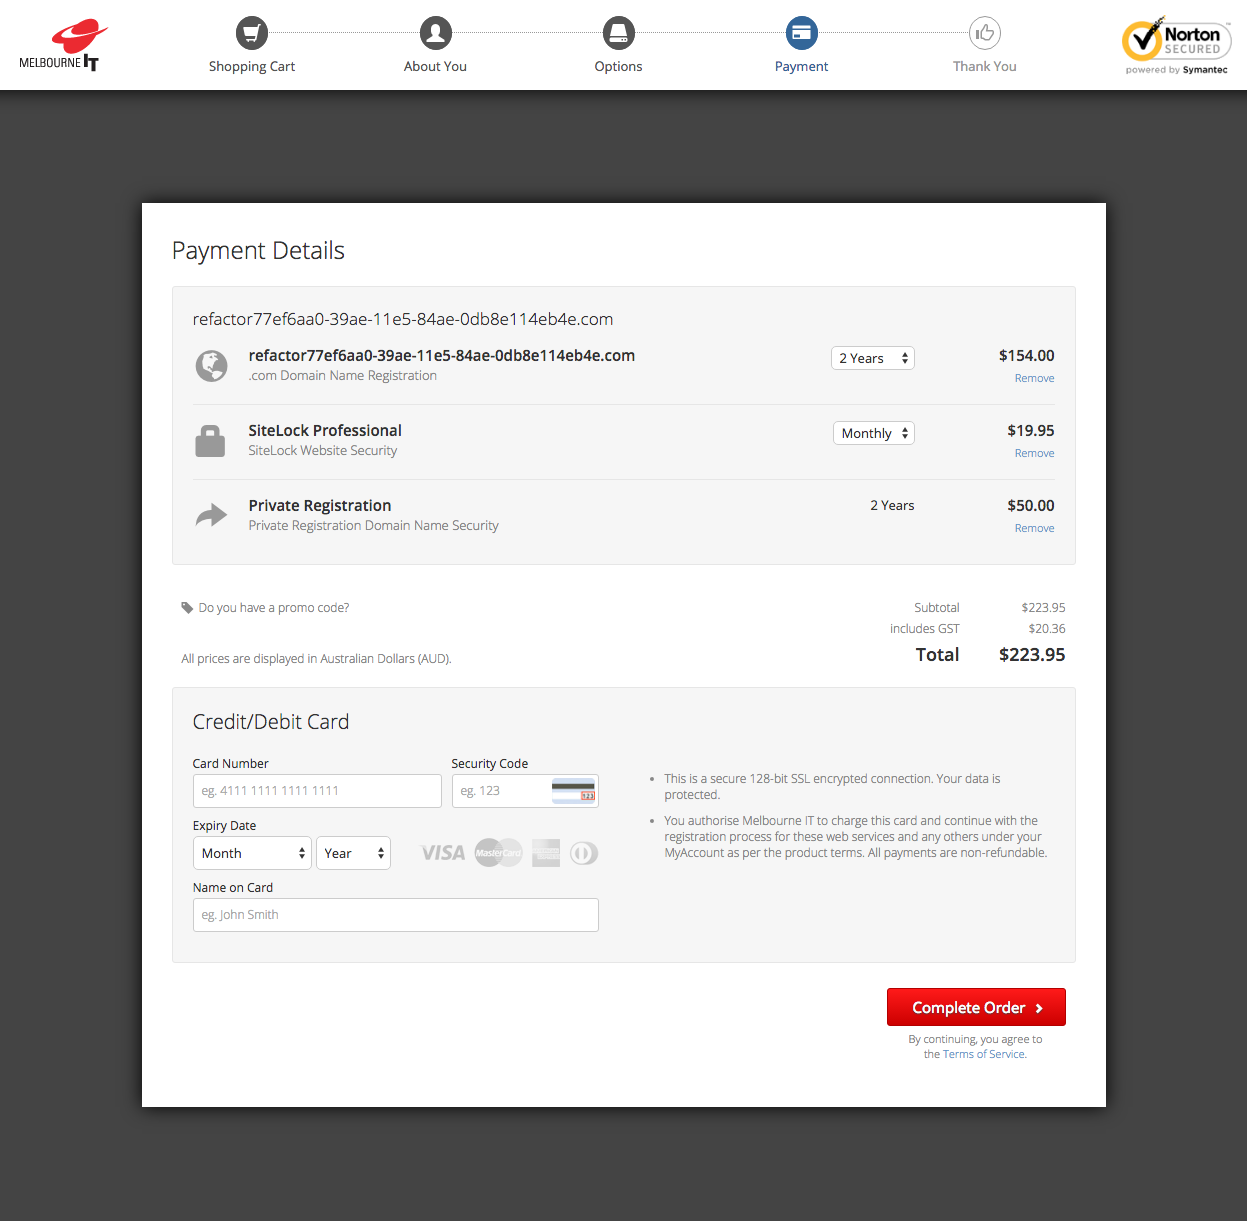 MELBOURNE IT
Shopping Cart
About You
Options
Payment
Thank You
Norton
SECURED
powered by Symantec
Payment Details
refactor77ef6aa0-39ae-11e5-84ae-0db8e114eb4e.com
refactor77ef6aa0-39ae-11e5-84ae-0db8e114eb4e.com
2 Years
$154.00
.com Domain Name Registration
Remove
SiteLock Professional
Monthly
$19.95
SiteLock Website Security
Remove
Private Registration
2 Years
$50.00
Private Registration Domain Name Security
Remove
Do you have a promo code?
Subtotal $223.95
includes GST $20.36
All prices are displayed in Australian Dollars (AUD).
Total $223.95
Credit/Debit Card
Card Number
Security Code
eg. 4111 1111 1111 1111
eg. 123
123
Expiry Date
Month
Year
VISA
MasterCard
Name on Card
eg. John Smith
This is a secure 128-bit SSL encrypted connection. Your data is
protected.
You authorise Melbourne IT to charge this card and continue with the
registration process for these web services and any others under your
MyAccount as per the product terms. All payments are non-refundable.
Complete Order
By continuing, you agree to
the Terms of Service.